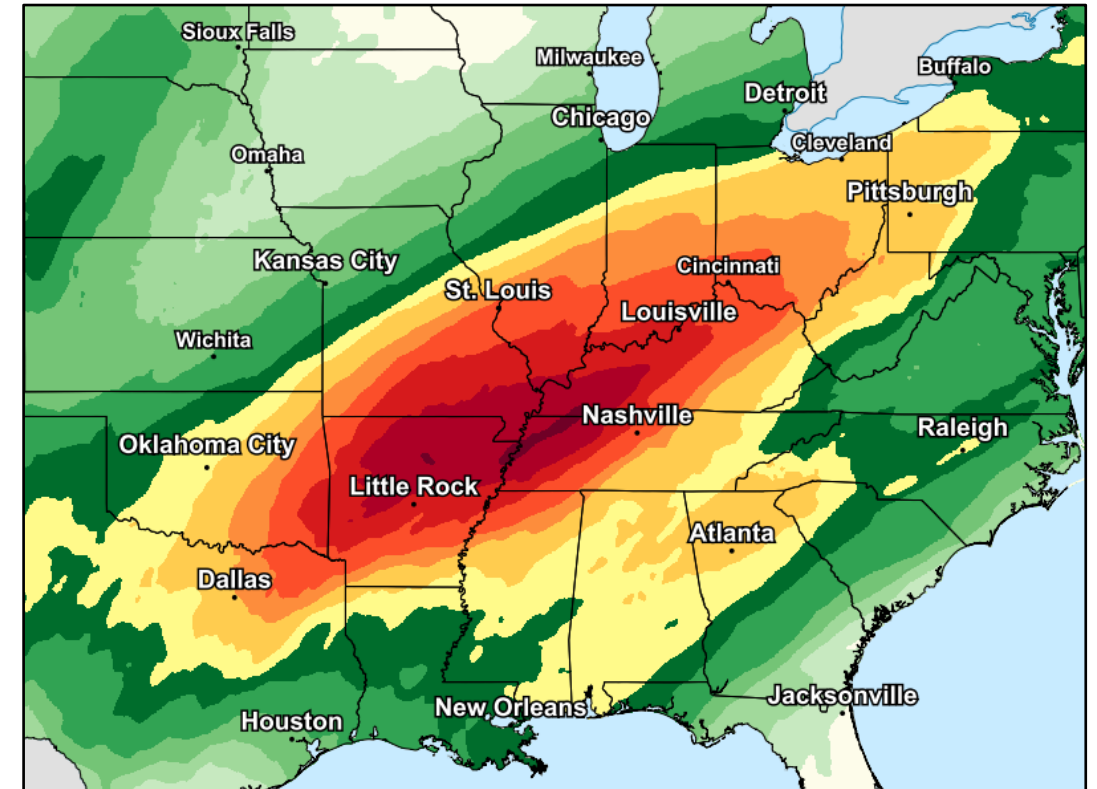 Sioux Falls
Milwaukee
Buffalo
Detroit
Chicago
Cleveland
Omaha
Pittsburgh
Kansas City
Cincinnati
St. Louis
Louisville
Wichita
Nashville
Raleigh
Oklahoma City
Little Rock
Atlanta
Dallas
Jacksonville
New Orleans
Houston